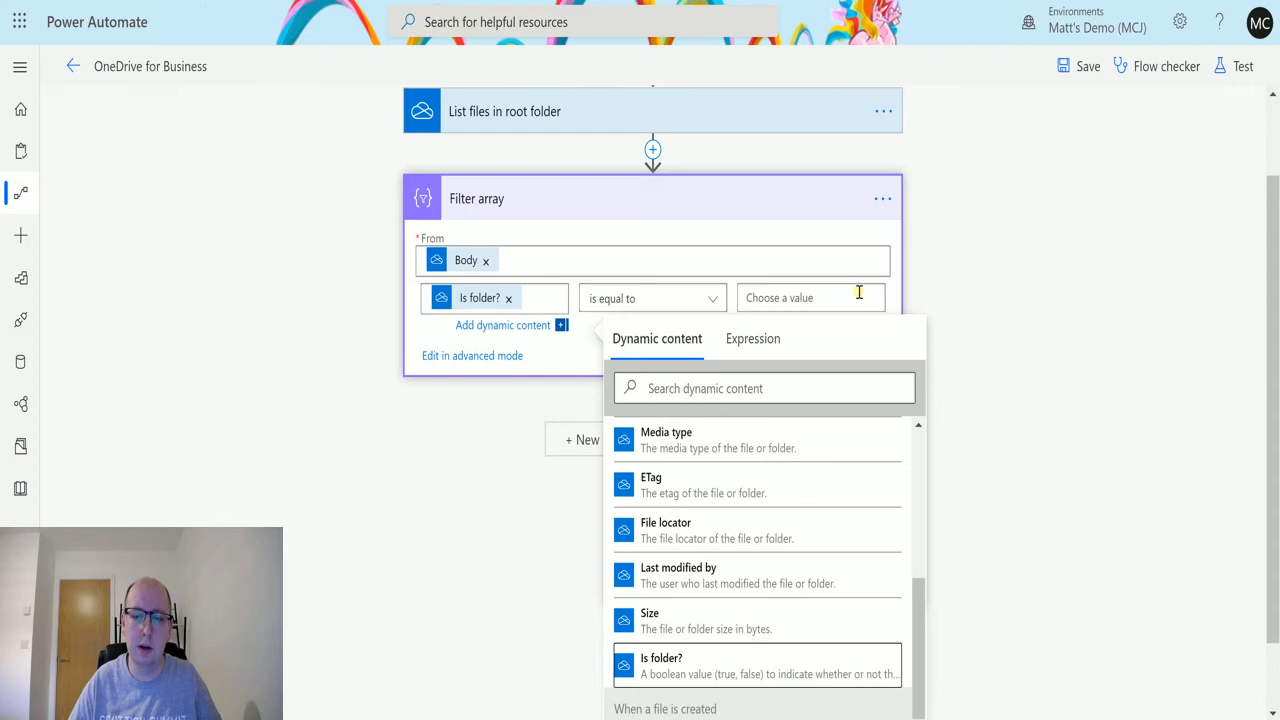 Power Automate
Search for helpful resources
Environments
Matt's Demo (MCJ)
MC
OneDrive for Business
Save
Flow checker
Test
List files in root folder
Filter array
* From
Body
Is folder?
is equal to
Choose a value
Add dynamic content
Edit in advanced mode
Dynamic content
Expression
Search dynamic content
+ New
Media type
The media type of the file or folder.
ETag
The etag of the file or folder.
File locator
The file locator of the file or folder.
Last modified by
The user who last modified the file or folder.
Size
The file or folder size in bytes.
Is folder?
A boolean value (true, false) to indicate whether or not th...
When a file is created